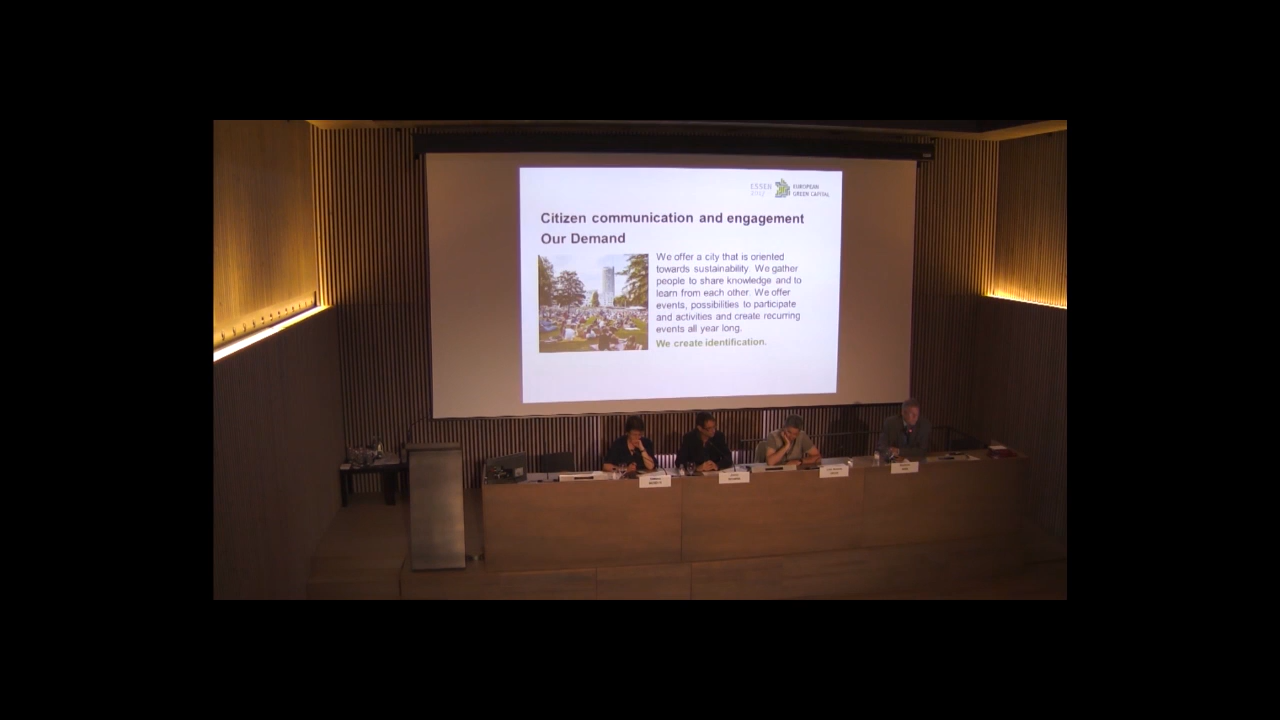 ESSEN
2017
EUROPEAN
GREEN CAPITAL
Citizen communication and engagement
Our Demand
We offer a city that is oriented
towards sustainability. We gather
people to share knowledge and to
learn from each other. We offer
events, possibilities to participate
and activities and create recurring
events all year long.
We create identification.